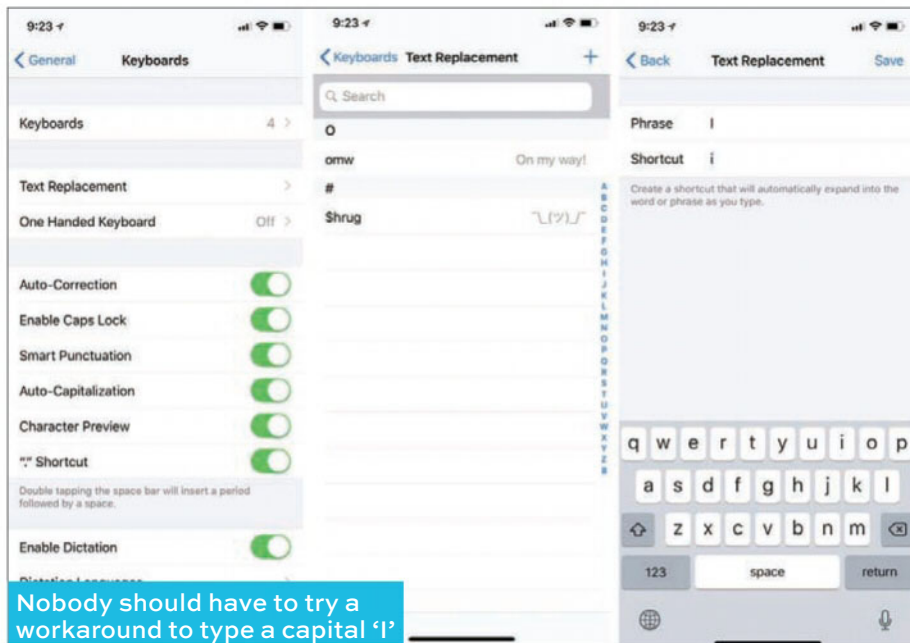 9:23
General
Keyboards
Keyboards 4
Text Replacement
One Handed Keyboard Off
Auto-Correction
Enable Caps Lock
Smart Punctuation
Auto-Capitalization
Character Preview
"." Shortcut
Double tapping the space bar will insert a period
followed by a space.
Enable Dictation
9:23
Keyboards Text Replacement +
Search
O
omw On my way!
#
$hrug ¯\_(ツ)_/¯
A
B
C
D
E
F
G
H
I
J
K
L
M
N
O
P
Q
R
S
T
U
V
W
X
Y
Z
#
9:23
Back Text Replacement Save
Phrase I
Shortcut i
Create a shortcut that will automatically expand into the
word or phrase as you type.
q w e r t y u i o p
a s d f g h j k l
z x c v b n m
123 space return
Nobody should have to try a
workaround to type a capital ‘I’